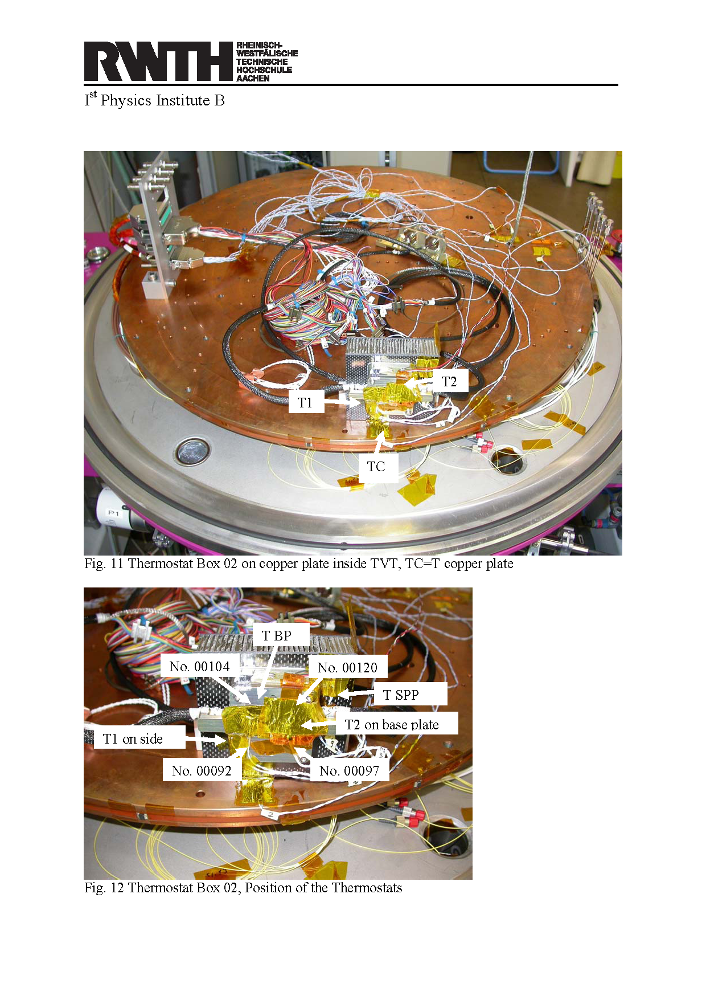 RWTH
RHEINISCH-
WESTFÄLISCHE
TECHNISCHE
HOCHSCHULE
AACHEN
Ist Physics Institute B
T2
T1
TC
P1
Fig. 11 Thermostat Box 02 on copper plate inside TVT, TC=T copper plate
T BP
No. 00104
No. 00120
T SPP
T2 on base plate
T1 on side
No. 00092
No. 00097
2
Fig. 12 Thermostat Box 02, Position of the Thermostats